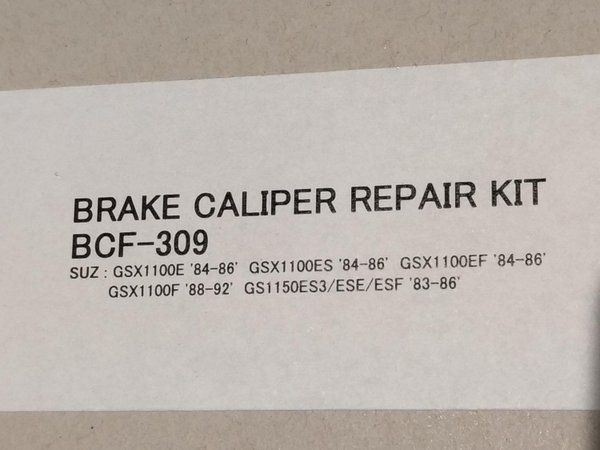 BRAKE CALIPER REPAIR KIT
BCF-309
SUZ : GSX1100E '84-86' GSX1100ES '84-86' GSX1100EF '84-86'
GSX1100F '88-92' GS1150ES3/ESE/ESF '83-86'